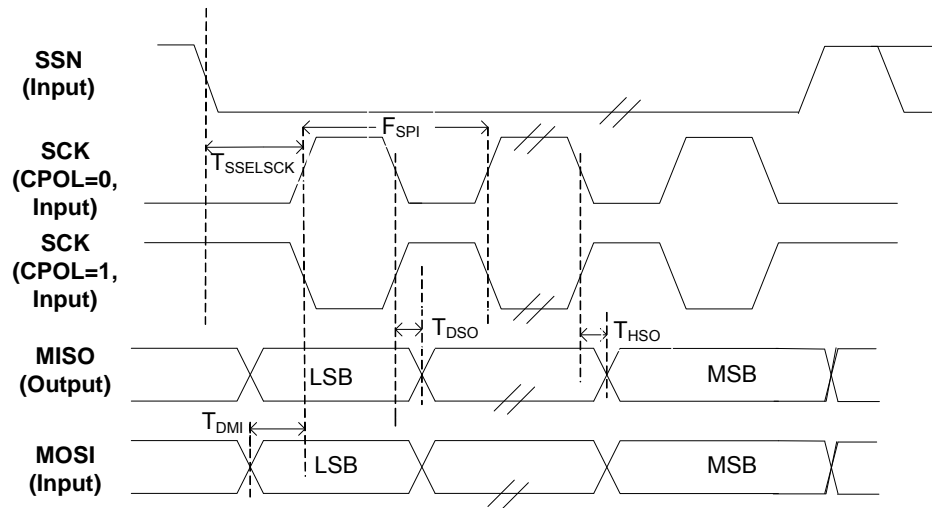 SSN
(Input)
F_SPI
SCK
(CPOL=0,
Input)
T_SSELSCK
SCK
(CPOL=1,
Input)
T_DSO
T_HSO
MISO
(Output)
LSB
MSB
T_DMI
MOSI
(Input)
LSB
MSB